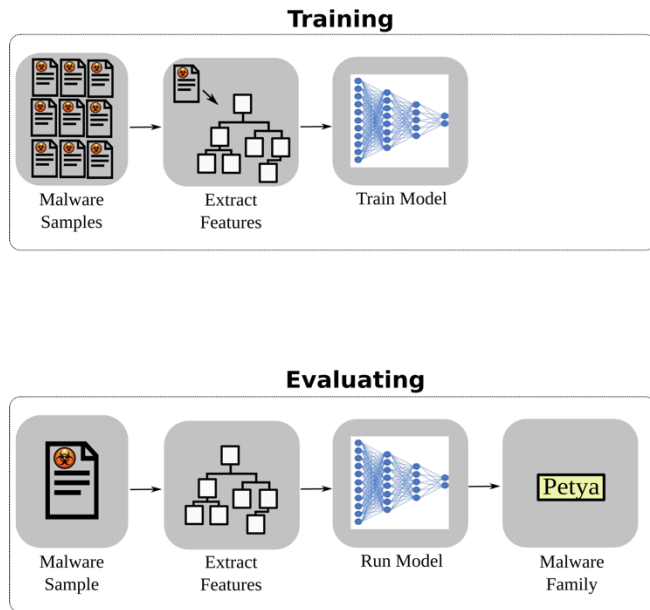 Training
Malware
Samples
Extract
Features
Train Model
Evaluating
Petya
Malware
Sample
Extract
Features
Run Model
Malware
Family